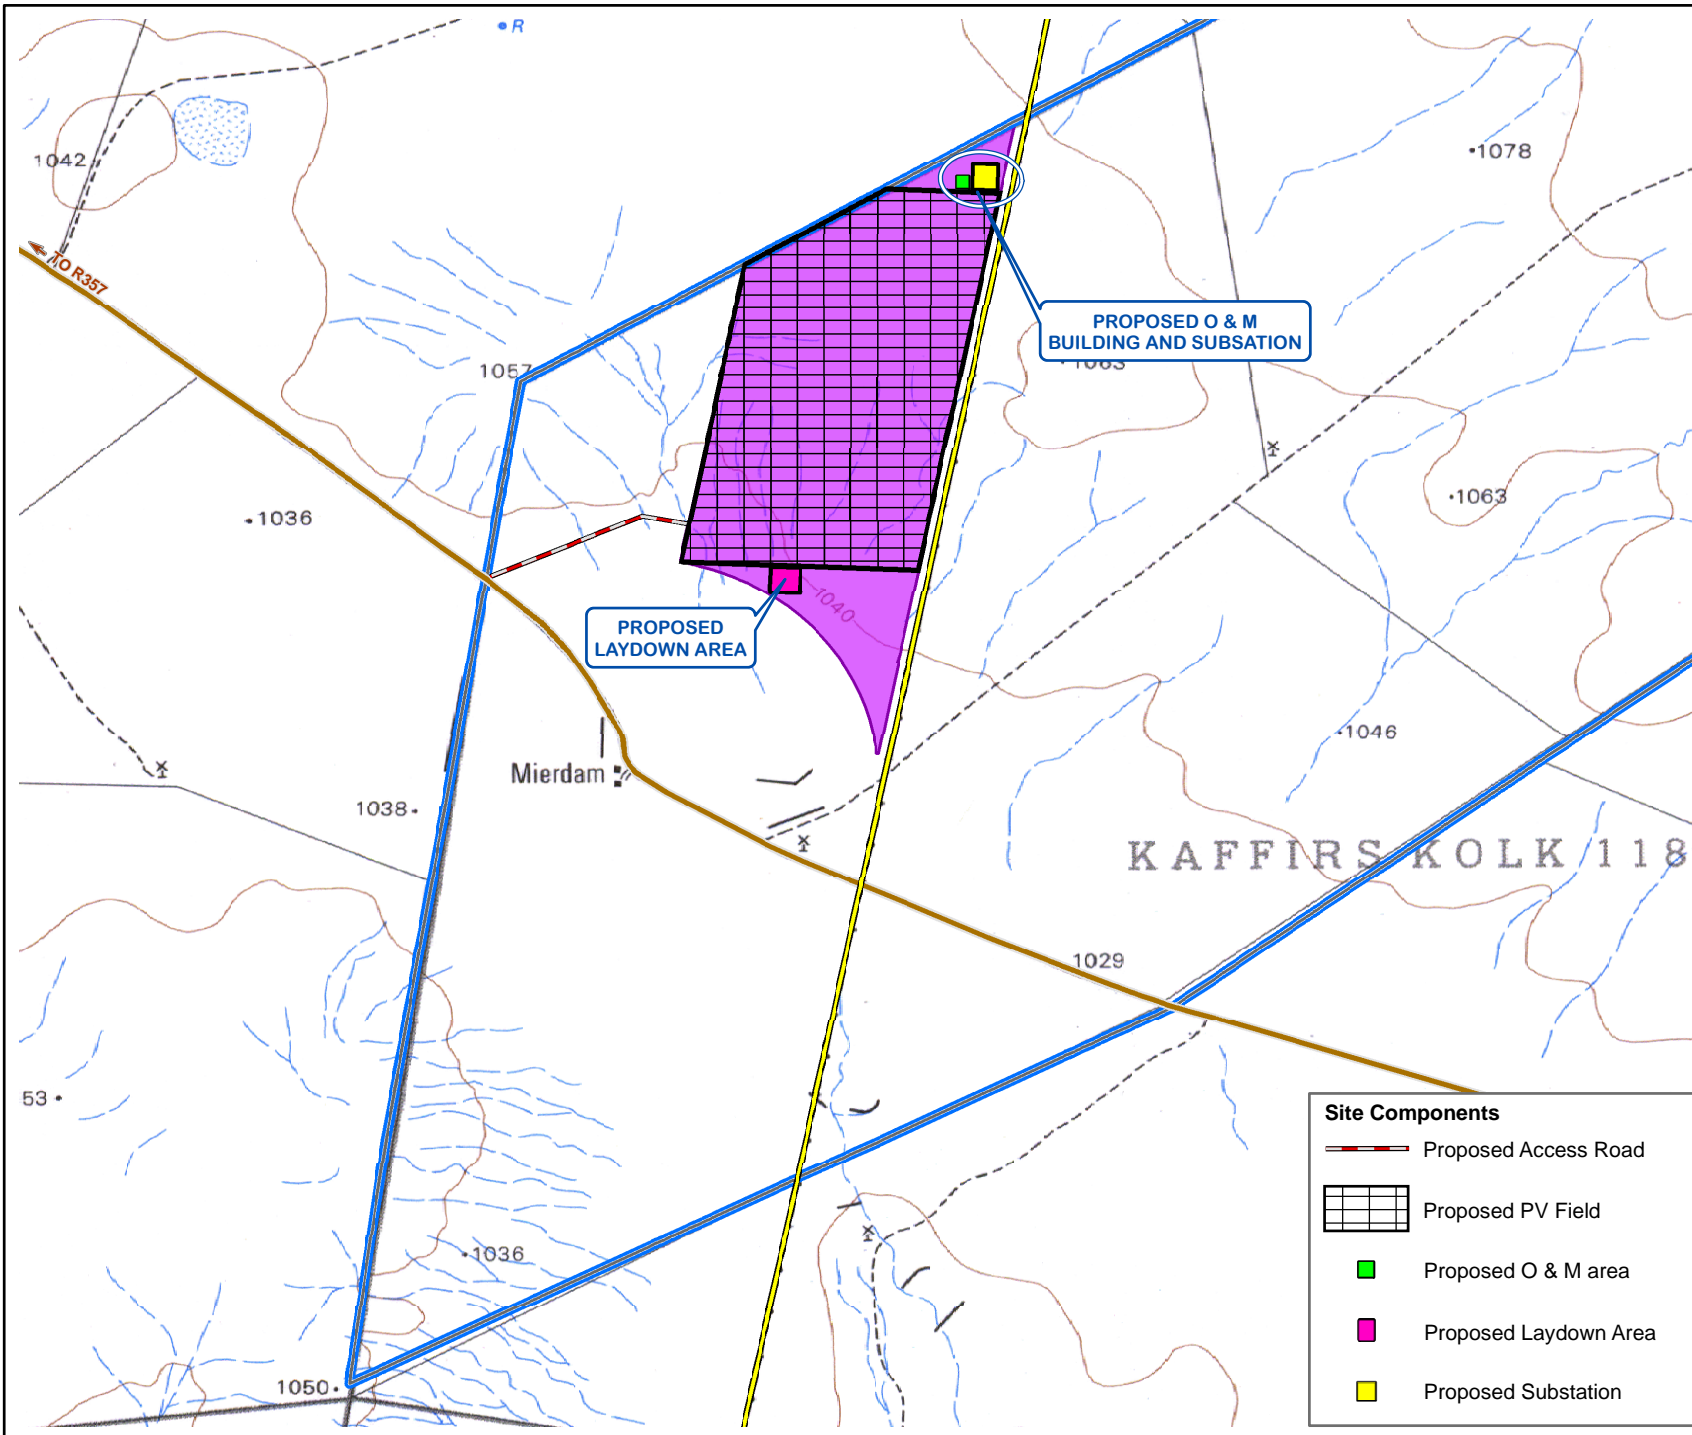 R
1042
1078
TO R357
PROPOSED O & M
BUILDING AND SUBSATION
1057
1063
1036
1063
1040
PROPOSED
LAYDOWN AREA
1046
Mierdam
1038
KAFFIRS KOLK 118
1029
53
Site Components
Proposed Access Road
Proposed PV Field
1036
Proposed O & M area
Proposed Laydown Area
1050
Proposed Substation